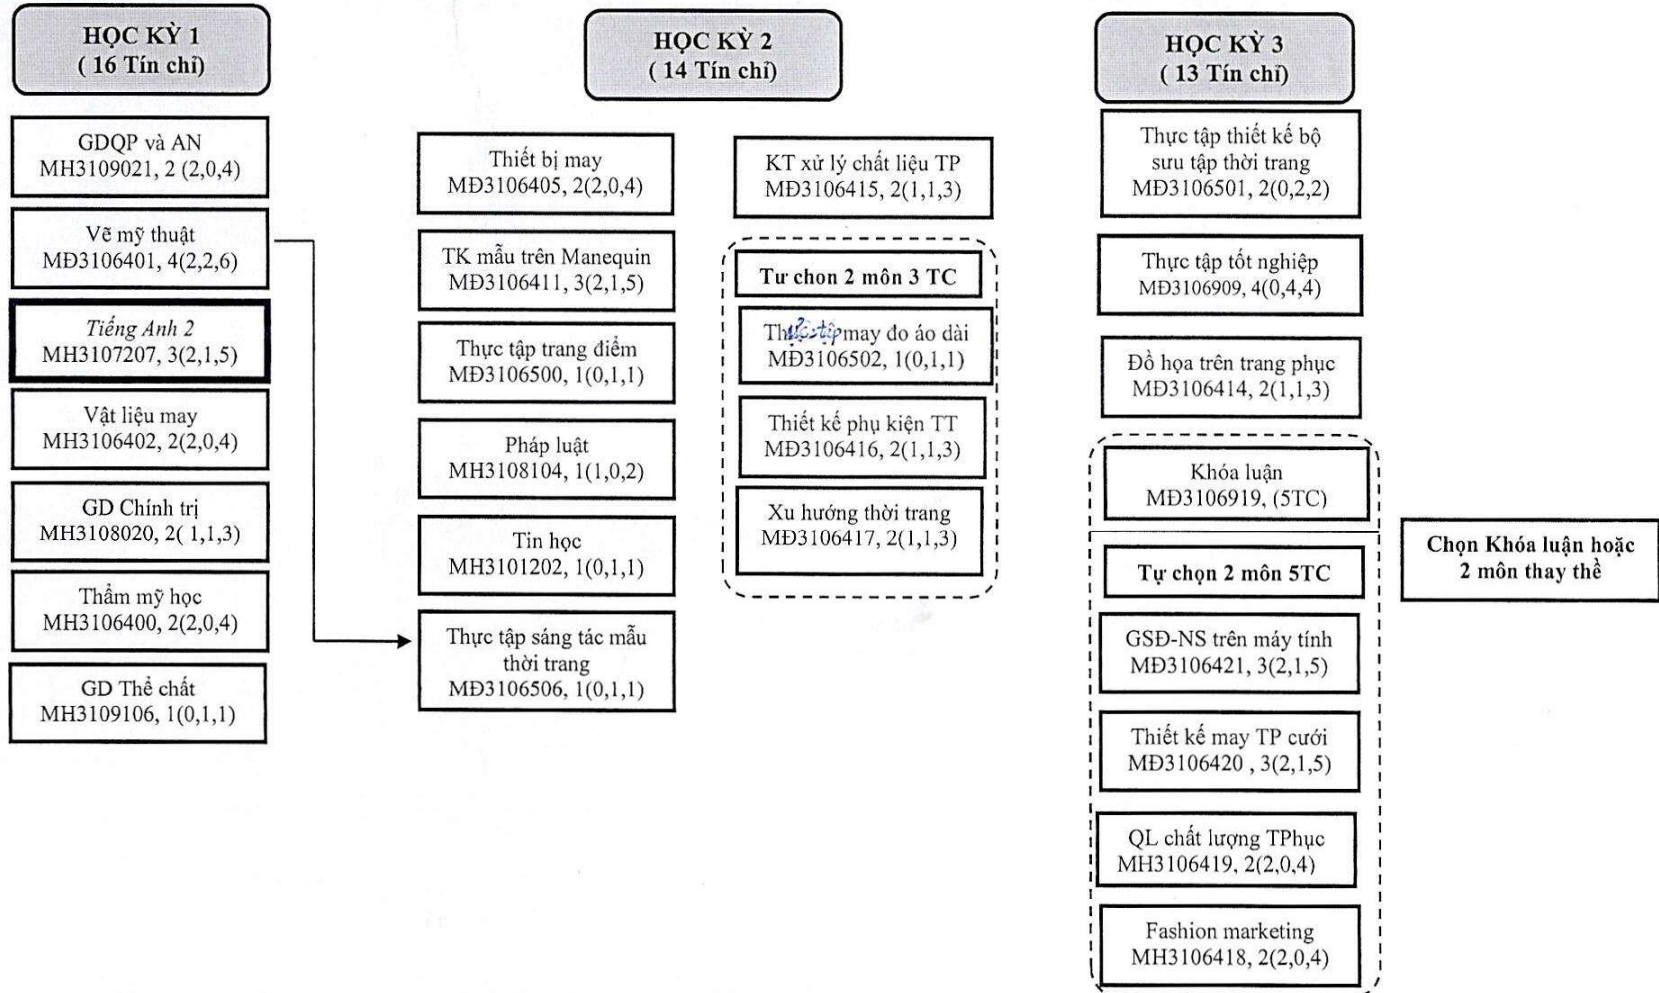 HỌC KỲ 1
( 16 Tín chỉ)
GDQP và AN
MH3109021, 2 (2,0,4)
Vẽ mỹ thuật
MĐ3106401, 4(2,2,6)
Tiếng Anh 2
MH3107207, 3(2,1,5)
Vật liệu may
MH3106402, 2(2,0,4)
GD Chính trị
MH3108020, 2( 1,1,3)
Thẩm mỹ học
MH3106400, 2(2,0,4)
GD Thể chất
MH3109106, 1(0,1,1)
HỌC KỲ 2
( 14 Tín chỉ)
Thiết bị may
MĐ3106405, 2(2,0,4)
TK mẫu trên Manequin
MĐ3106411, 3(2,1,5)
Thực tập trang điểm
MĐ3106500, 1(0,1,1)
Pháp luật
MH3108104, 1(1,0,2)
Tin học
MH3101202, 1(0,1,1)
Thực tập sáng tác mẫu
thời trang
MĐ3106506, 1(0,1,1)
KT xử lý chất liệu TP
MĐ3106415, 2(1,1,3)
Tư chon 2 môn 3 TC
Thực tập may đo áo dài
MĐ3106502, 1(0,1,1)
Thiết kế phụ kiện TT
MĐ3106416, 2(1,1,3)
Xu hướng thời trang
MĐ3106417, 2(1,1,3)
HỌC KỲ 3
( 13 Tín chỉ)
Thực tập thiết kế bộ
sưu tập thời trang
MĐ3106501, 2(0,2,2)
Thực tập tốt nghiệp
MĐ3106909, 4(0,4,4)
Đồ họa trên trang phục
MĐ3106414, 2(1,1,3)
Khóa luận
MĐ3106919, (5TC)
Tự chọn 2 môn 5TC
GSĐ-NS trên máy tính
MĐ3106421, 3(2,1,5)
Thiết kế may TP cưới
MĐ3106420 , 3(2,1,5)
QL chất lượng TPhục
MH3106419, 2(2,0,4)
Fashion marketing
MH3106418, 2(2,0,4)
Chọn Khóa luận hoặc
2 môn thay thế